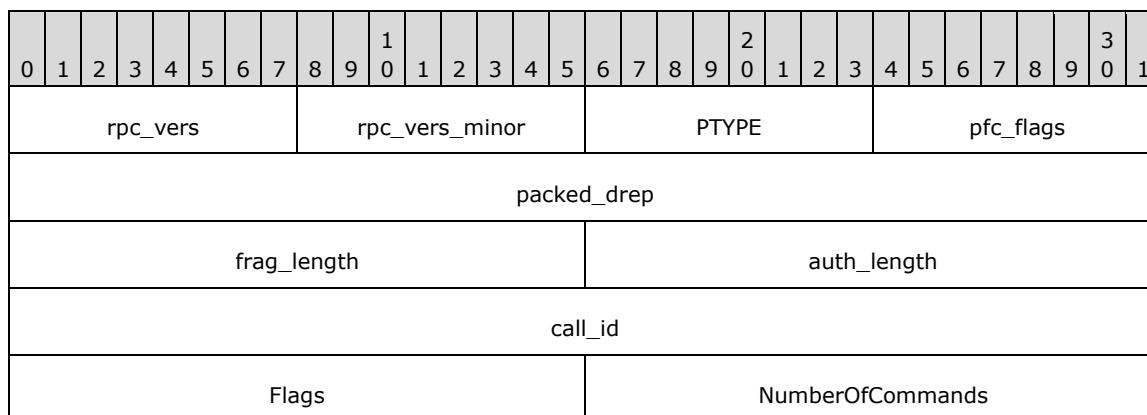 1 2 3
0 1 2 3 4 5 6 7 8 9 0 1 2 3 4 5 6 7 8 9 0 1 2 3 4 5 6 7 8 9 0 1
rpc_vers rpc_vers_minor PTYPE pfc_flags
packed_drep
frag_length auth_length
call_id
Flags NumberOfCommands